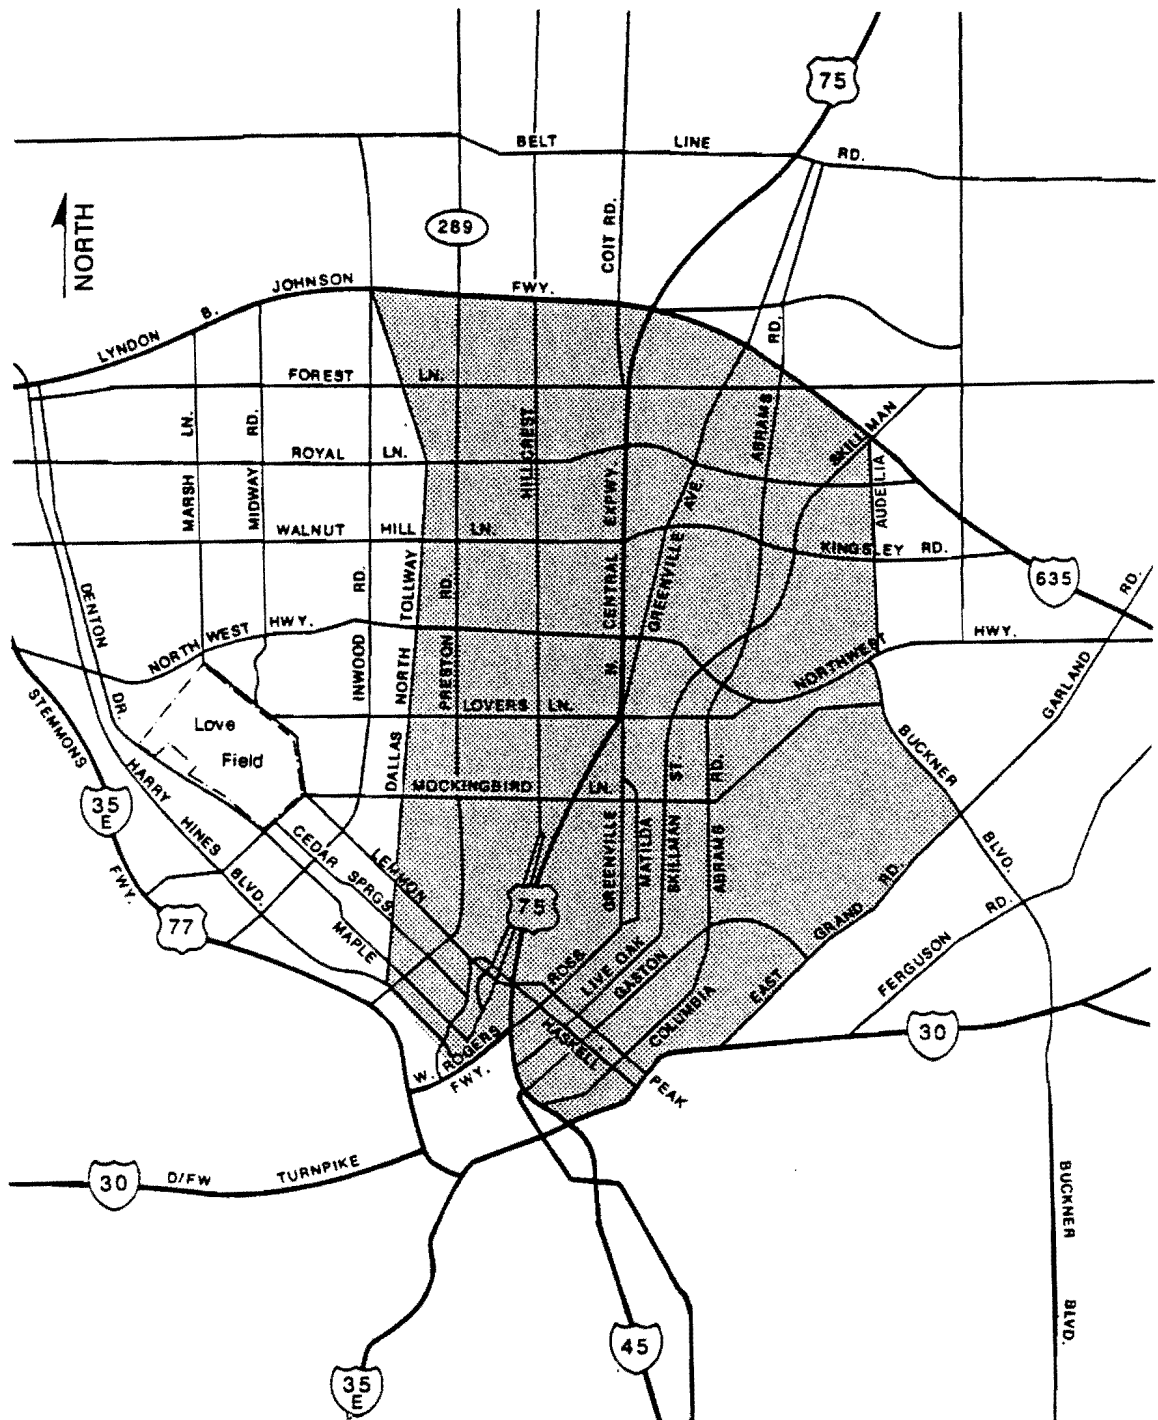 75
BELT LINE RD.
289
COIT RD.
NORTH
LYNDON B. JOHNSON FWY.
RD.
FOREST LN.
MARSH LN.
MIDWAY RD.
HILLCREST
ABRAMS
SKILLMAN
ROYAL LN.
AUDELIA
N. CENTRAL EXPWY
GREENVILLE AVE.
WALNUT HILL LN.
KINGSLEY RD.
635
DENTON DR.
INWOOD RD.
DALLAS NORTH TOLLWAY
PRESTON RD.
NORTH WEST HWY.
NORTHWEST HWY.
GARLAND RD.
STEMMONS FWY.
LOVERS LN.
Love
Field
BUCKNER BLVD.
35
E
HARRY HINES BLVD.
MOCKINGBIRD LN.
GREENVILLE
MATILDA
SKILLMAN ST.
ABRAMS RD.
CEDAR SPRGS.
LEMMON
77
MAPLE
75
EAST GRAND RD.
FERGUSON RD.
ROSS
LIVE OAK
GASTON
COLUMBIA
HASKELL
PEAK
W. ROGERS FWY.
30
30
D/FW TURNPIKE
BUCKNER BLVD.
45
35
E